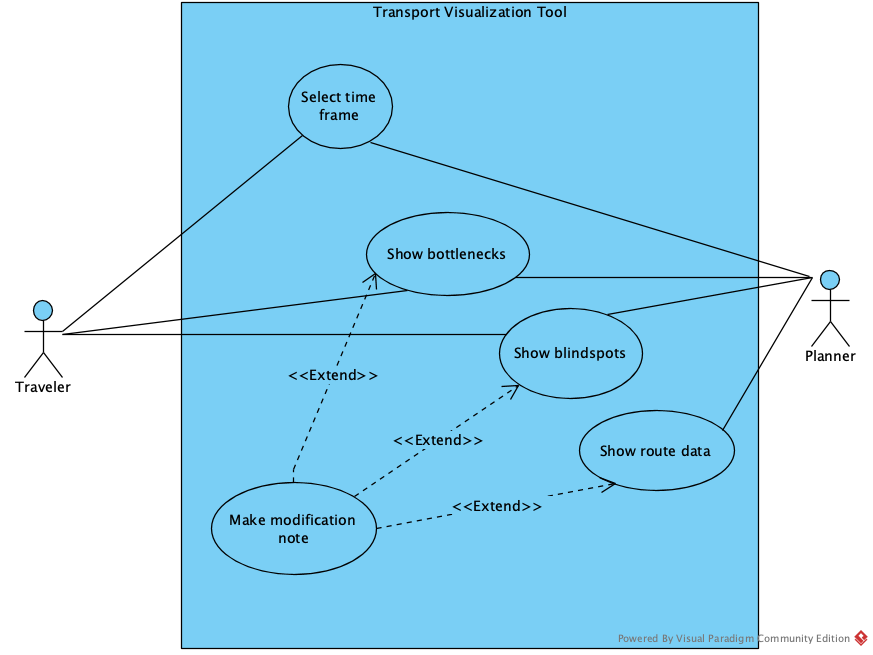 Transport Visualization Tool
Select time
frame
Show bottlenecks
Show blindspots
Planner
<<Extend>>
Traveler
<<Extend>>
Show route data
<<Extend>>
Make modification
note
Powered By Visual Paradigm Community Edition